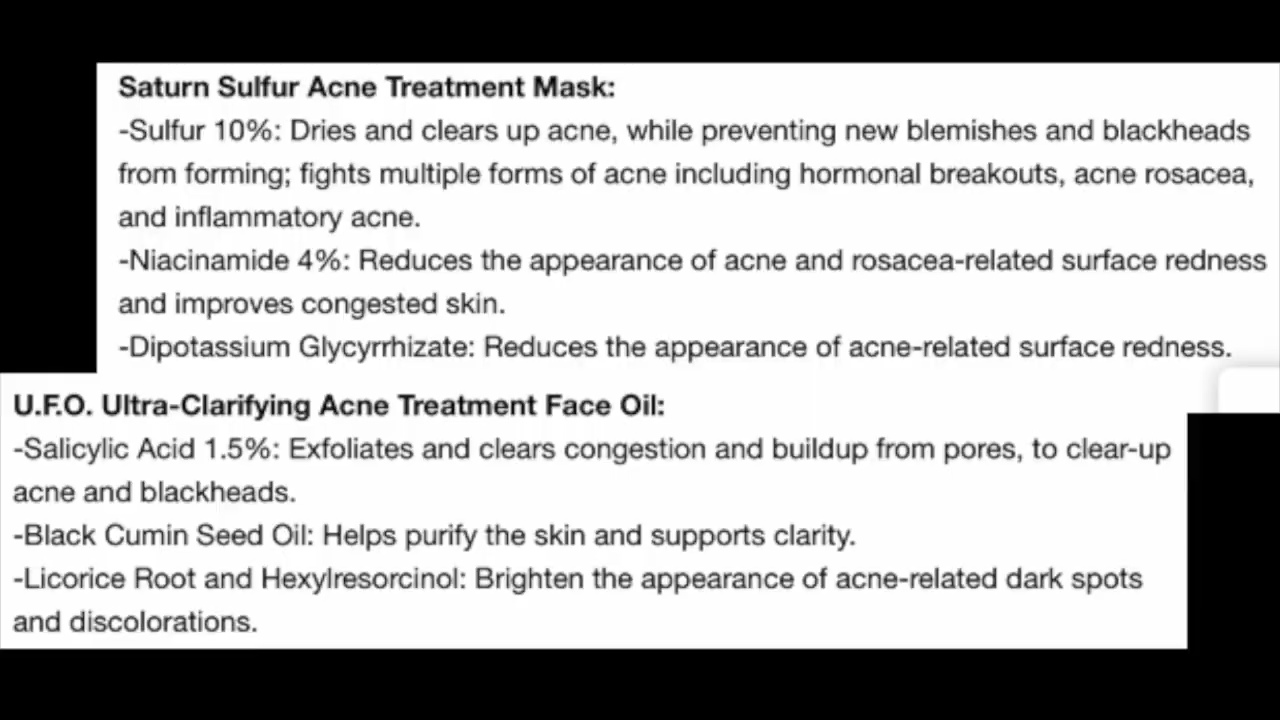 Saturn Sulfur Acne Treatment Mask:
-Sulfur 10%: Dries and clears up acne, while preventing new blemishes and blackheads
from forming; fights multiple forms of acne including hormonal breakouts, acne rosacea,
and inflammatory acne.
-Niacinamide 4%: Reduces the appearance of acne and rosacea-related surface redness
and improves congested skin.
-Dipotassium Glycyrrhizate: Reduces the appearance of acne-related surface redness.
U.F.O. Ultra-Clarifying Acne Treatment Face Oil:
-Salicylic Acid 1.5%: Exfoliates and clears congestion and buildup from pores, to clear-up
acne and blackheads.
-Black Cumin Seed Oil: Helps purify the skin and supports clarity.
-Licorice Root and Hexylresorcinol: Brighten the appearance of acne-related dark spots
and discolorations.